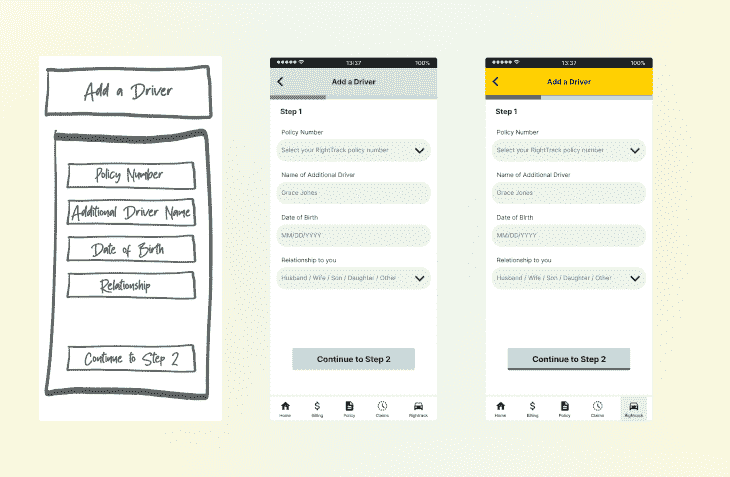 Add a Driver
Policy Number
Additional Driver Name
Date of Birth
Relationship
Continue to Step 2
13:37
100%
Add a Driver
Step 1
Policy Number
Select your RightTrack policy number
Name of Additional Driver
Grace Jones
Date of Birth
MM/DD/YYYY
Relationship to you
Husband / Wife / Son / Daughter / Other
Continue to Step 2
Home Billing Policy Claims Rightrack
13:37
100%
Add a Driver
Step 1
Policy Number
Select your RightTrack policy number
Name of Additional Driver
Grace Jones
Date of Birth
MM/DD/YYYY
Relationship to you
Husband / Wife / Son / Daughter / Other
Continue to Step 2
Home Billing Policy Claims Rightrack